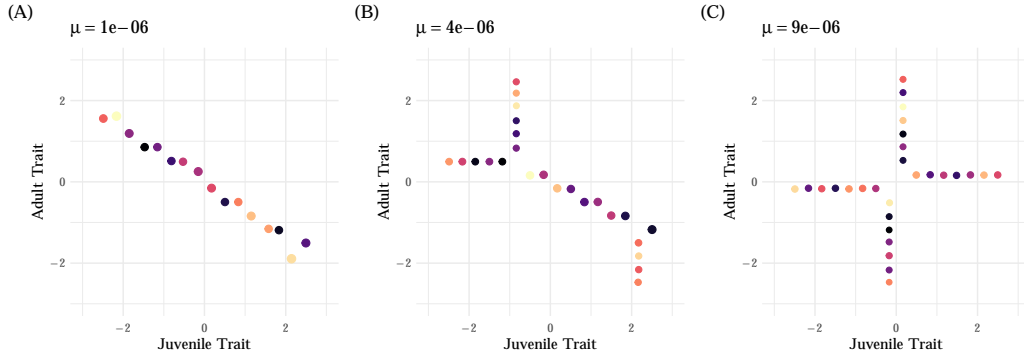 (A)
μ = 1e−06
Adult Trait
2
0
−2
−2
0
2
Juvenile Trait
(B)
μ = 4e−06
Adult Trait
2
0
−2
−2
0
2
Juvenile Trait
(C)
μ = 9e−06
Adult Trait
2
0
−2
−2
0
2
Juvenile Trait